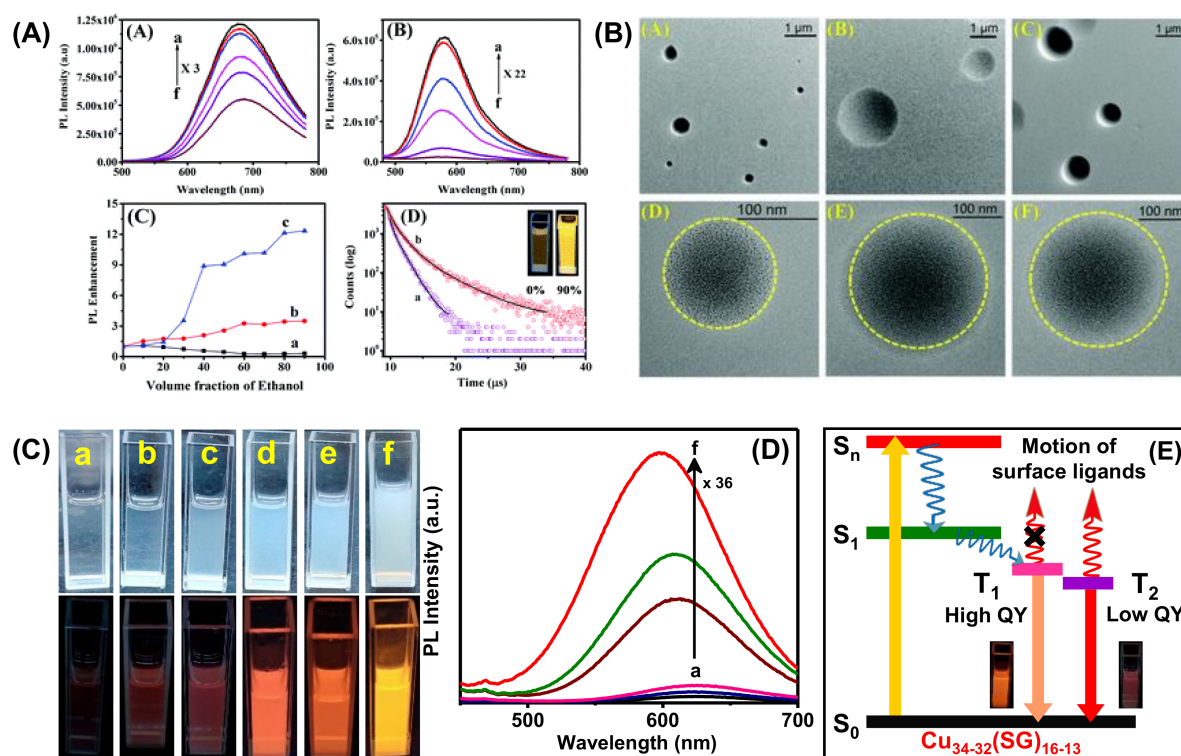 (A)
(A)
1.25x10⁶
1.00x10⁶
7.50x10⁵
5.00x10⁵
2.50x10⁵
0.00
PL Intensity (a.u)
a
X 3
f
500 600 700 800
Wavelength (nm)
(B)
6.0x10⁵
4.0x10⁵
2.0x10⁵
0.0
PL Intensity (a.u)
a
X 22
f
500 600 700 800
Wavelength (nm)
(C)
15
12
9
6
3
0
PL Enhancement
c
b
a
0 20 40 60 80 100
Volume fraction of Ethanol
(D)
10³
10²
10¹
10⁰
Counts (log)
b
a
0% 90%
10 20 30 40
Time (μs)
(B)
(A)
1 μm
(B)
1 μm
(C)
1 μm
(D)
100 nm
(E)
100 nm
(F)
100 nm
(C)
a b c d e f
(D)
f
x 36
a
PL Intensity (a.u.)
500 600 700
Wavelength (nm)
(E)
Sₙ
Motion of
surface ligands
S₁
T₁
High QY
T₂
Low QY
S₀
Cu₃₄₋₃₂(SG)₁₆₋₁₃